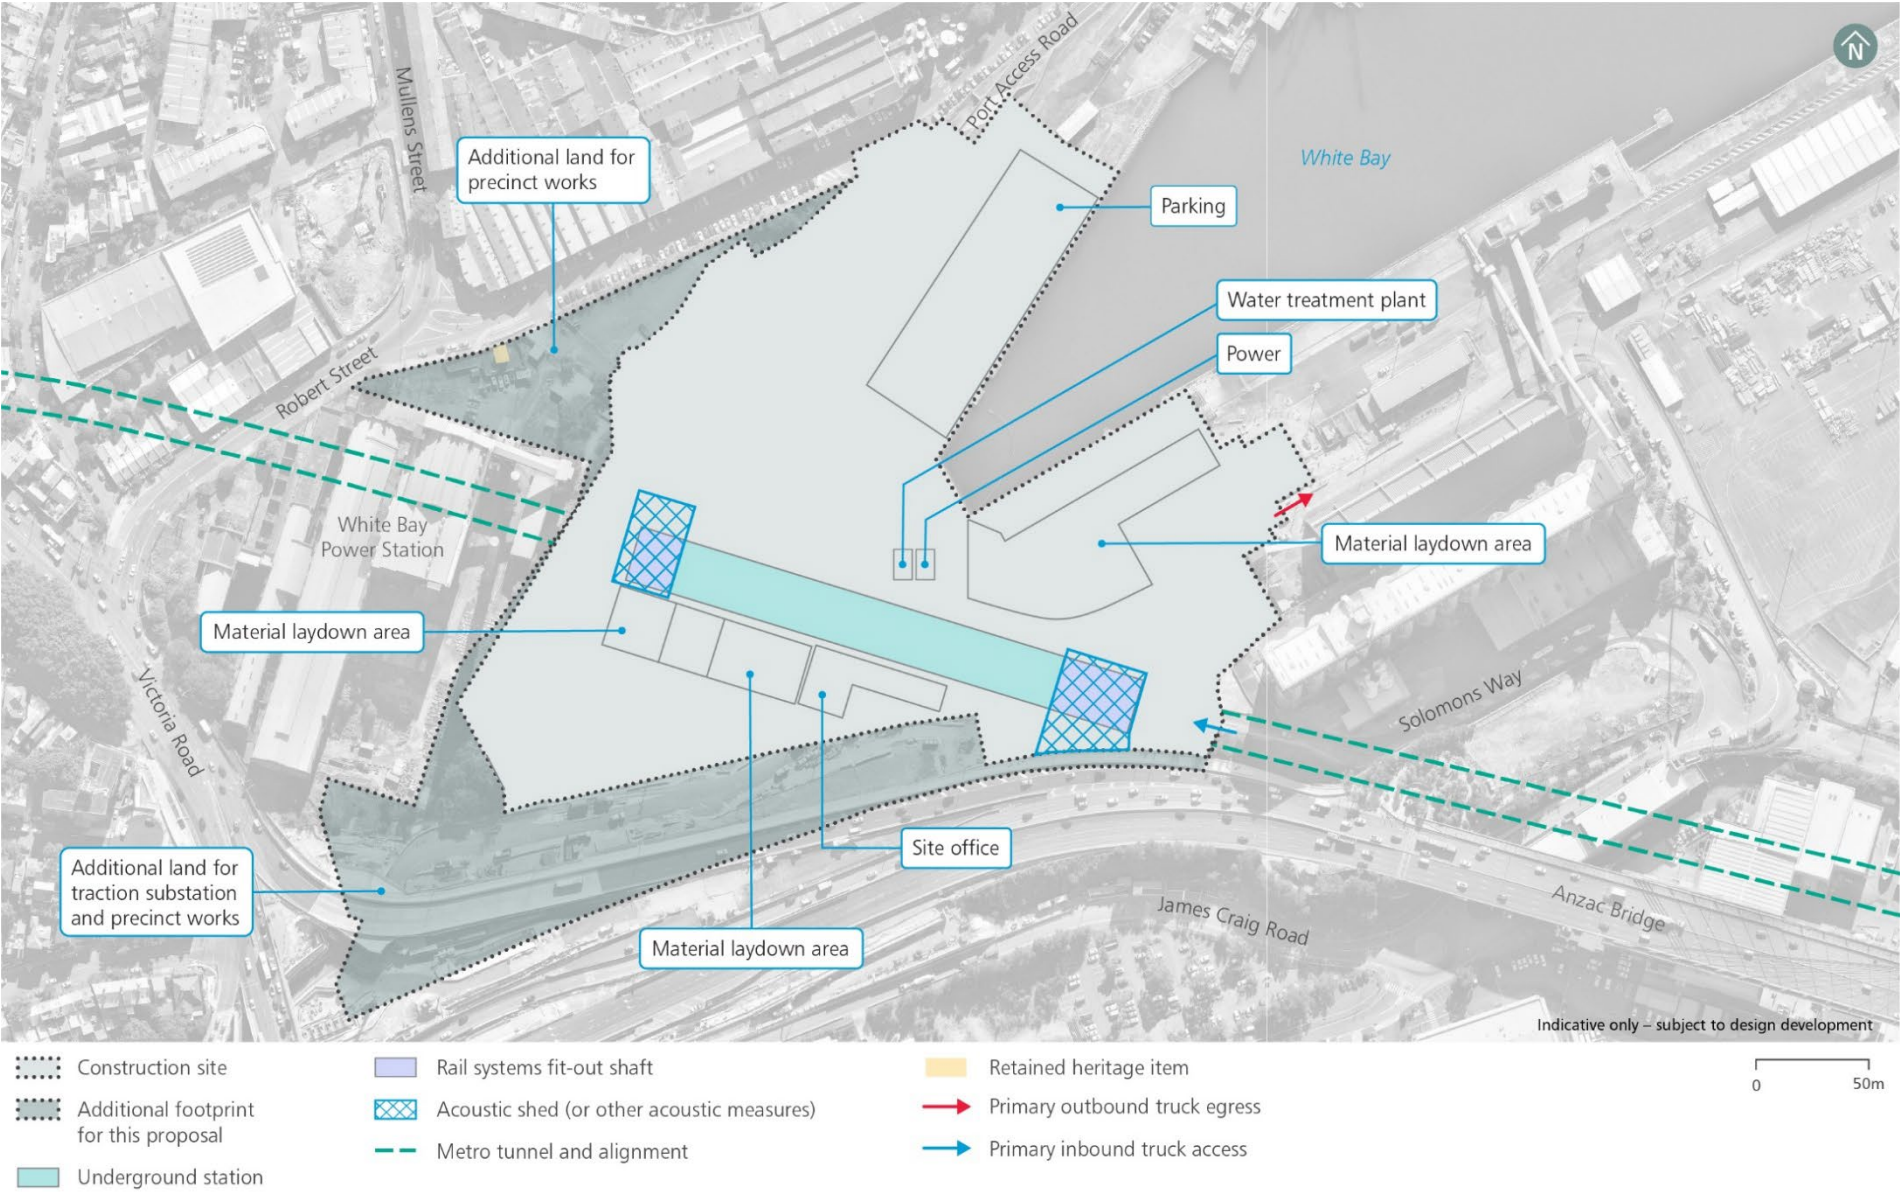 Port Access Road
N
Mullens Street
Additional land for
precinct works
White Bay
Parking
Water treatment plant
Power
Robert Street
White Bay
Power Station
Material laydown area
Material laydown area
Victoria Road
Solomons Way
Site office
Additional land for
traction substation
and precinct works
Anzac Bridge
James Craig Road
Material laydown area
Indicative only – subject to design development
Construction site
Additional footprint
for this proposal
Underground station
Rail systems fit-out shaft
Acoustic shed (or other acoustic measures)
Metro tunnel and alignment
Retained heritage item
Primary outbound truck egress
Primary inbound truck access
0 50m